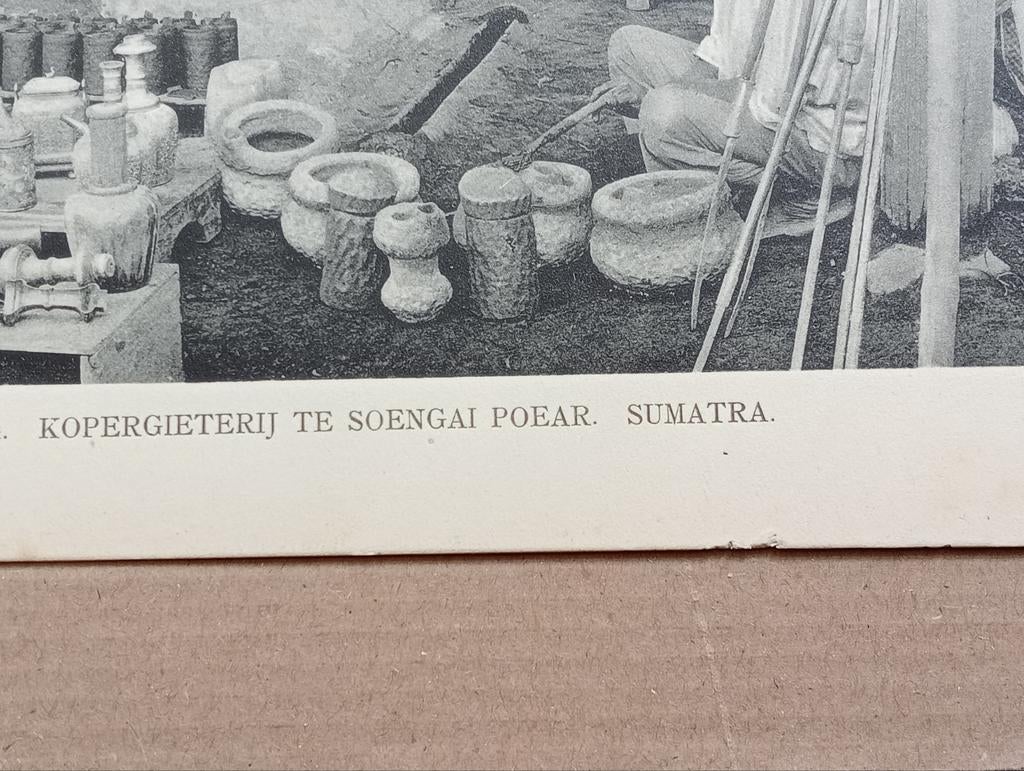 . KOPERGIETERIJ TE SOENGAI POEAR. SUMATRA.